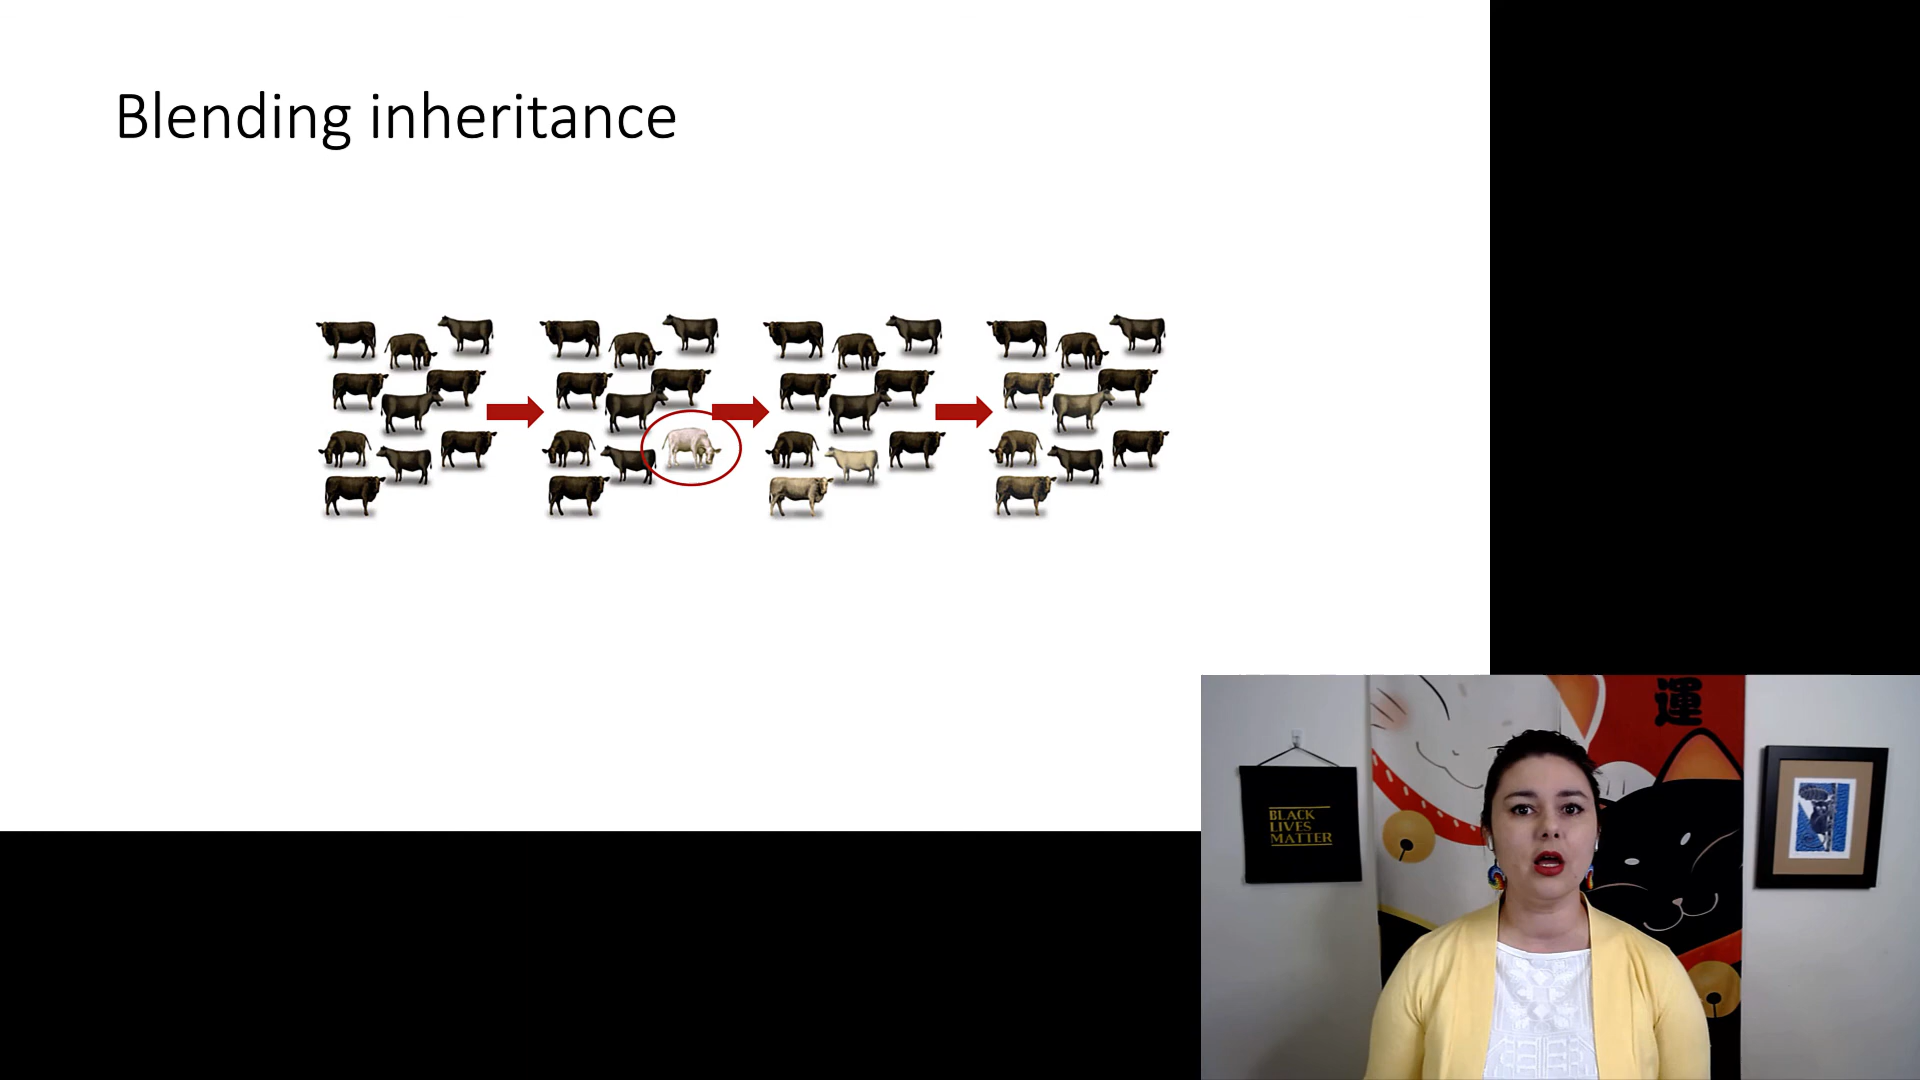 Blending inheritance
運
BLACK
LIVES
MATTER